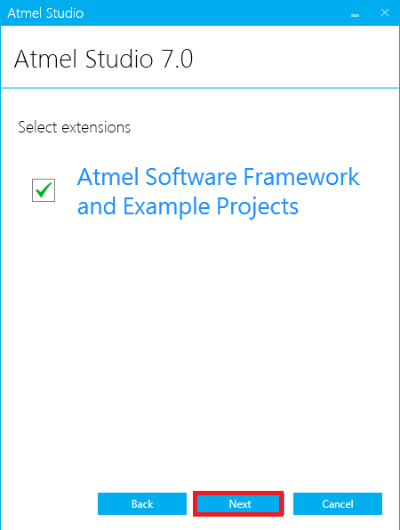 Atmel Studio
Atmel Studio 7.0
Select extensions
Atmel Software Framework
and Example Projects
Back
Next
Cancel